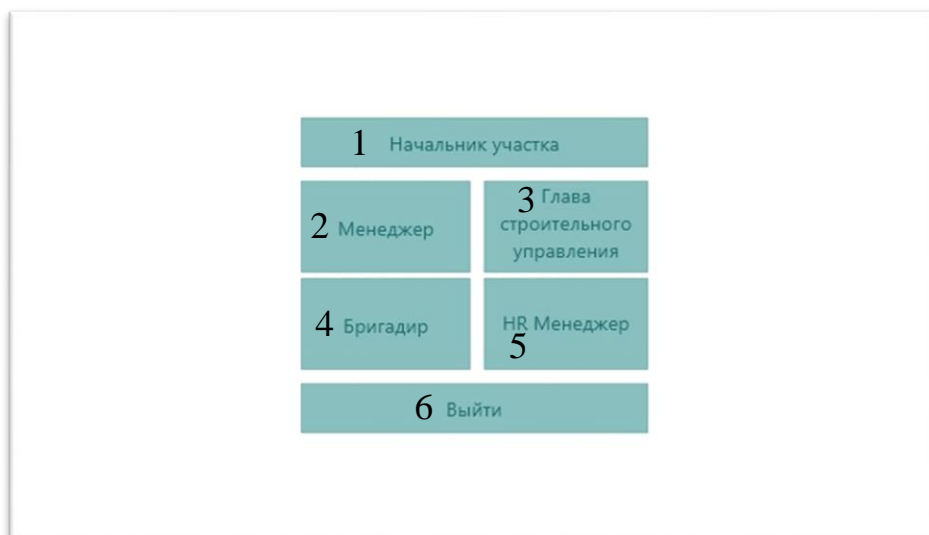 1 Начальник участка
2 Менеджер
3 Глава
строительного
управления
4 Бригадир
HR Менеджер
5
6 Выйти